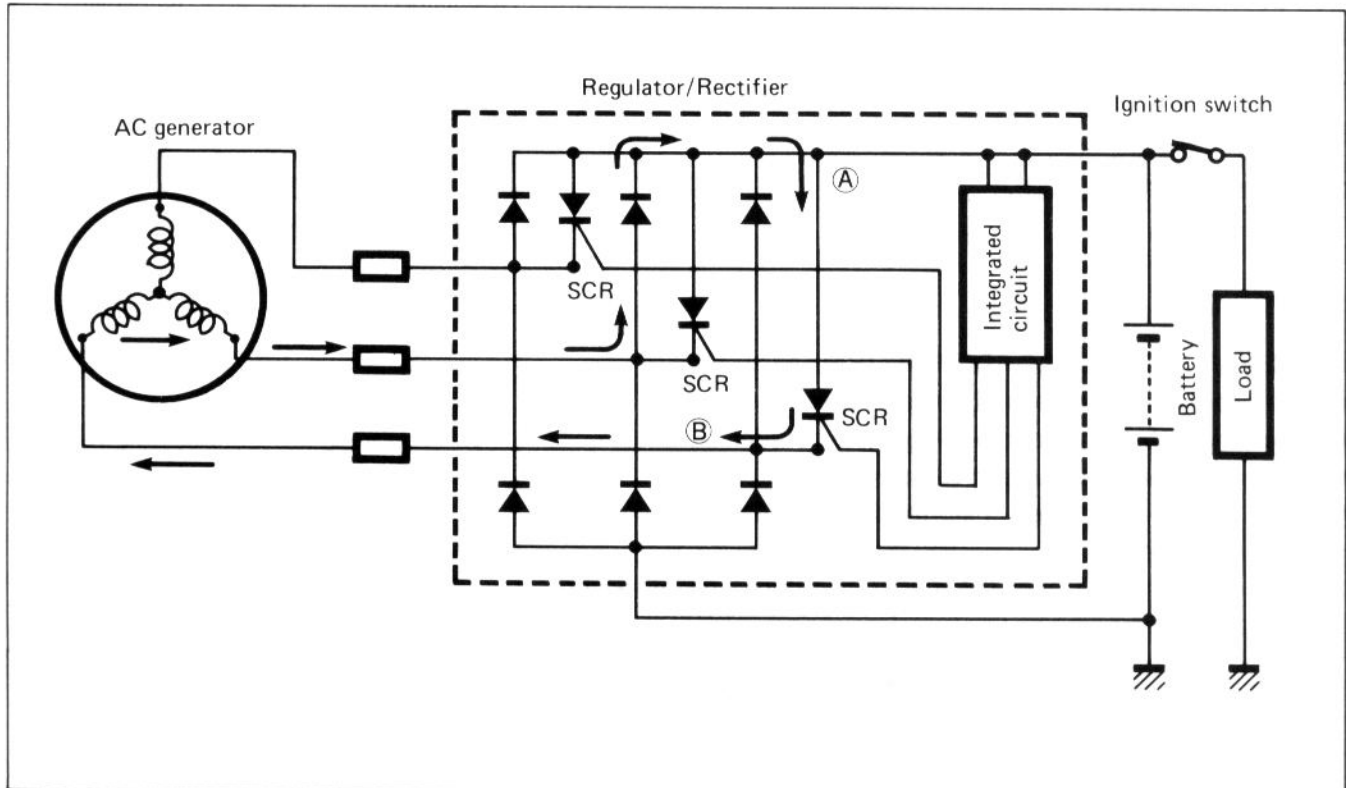 Regulator/Rectifier
Ignition switch
AC generator
Ⓐ
SCR
SCR
SCR
Ⓑ
Integrated
circuit
Battery
Load